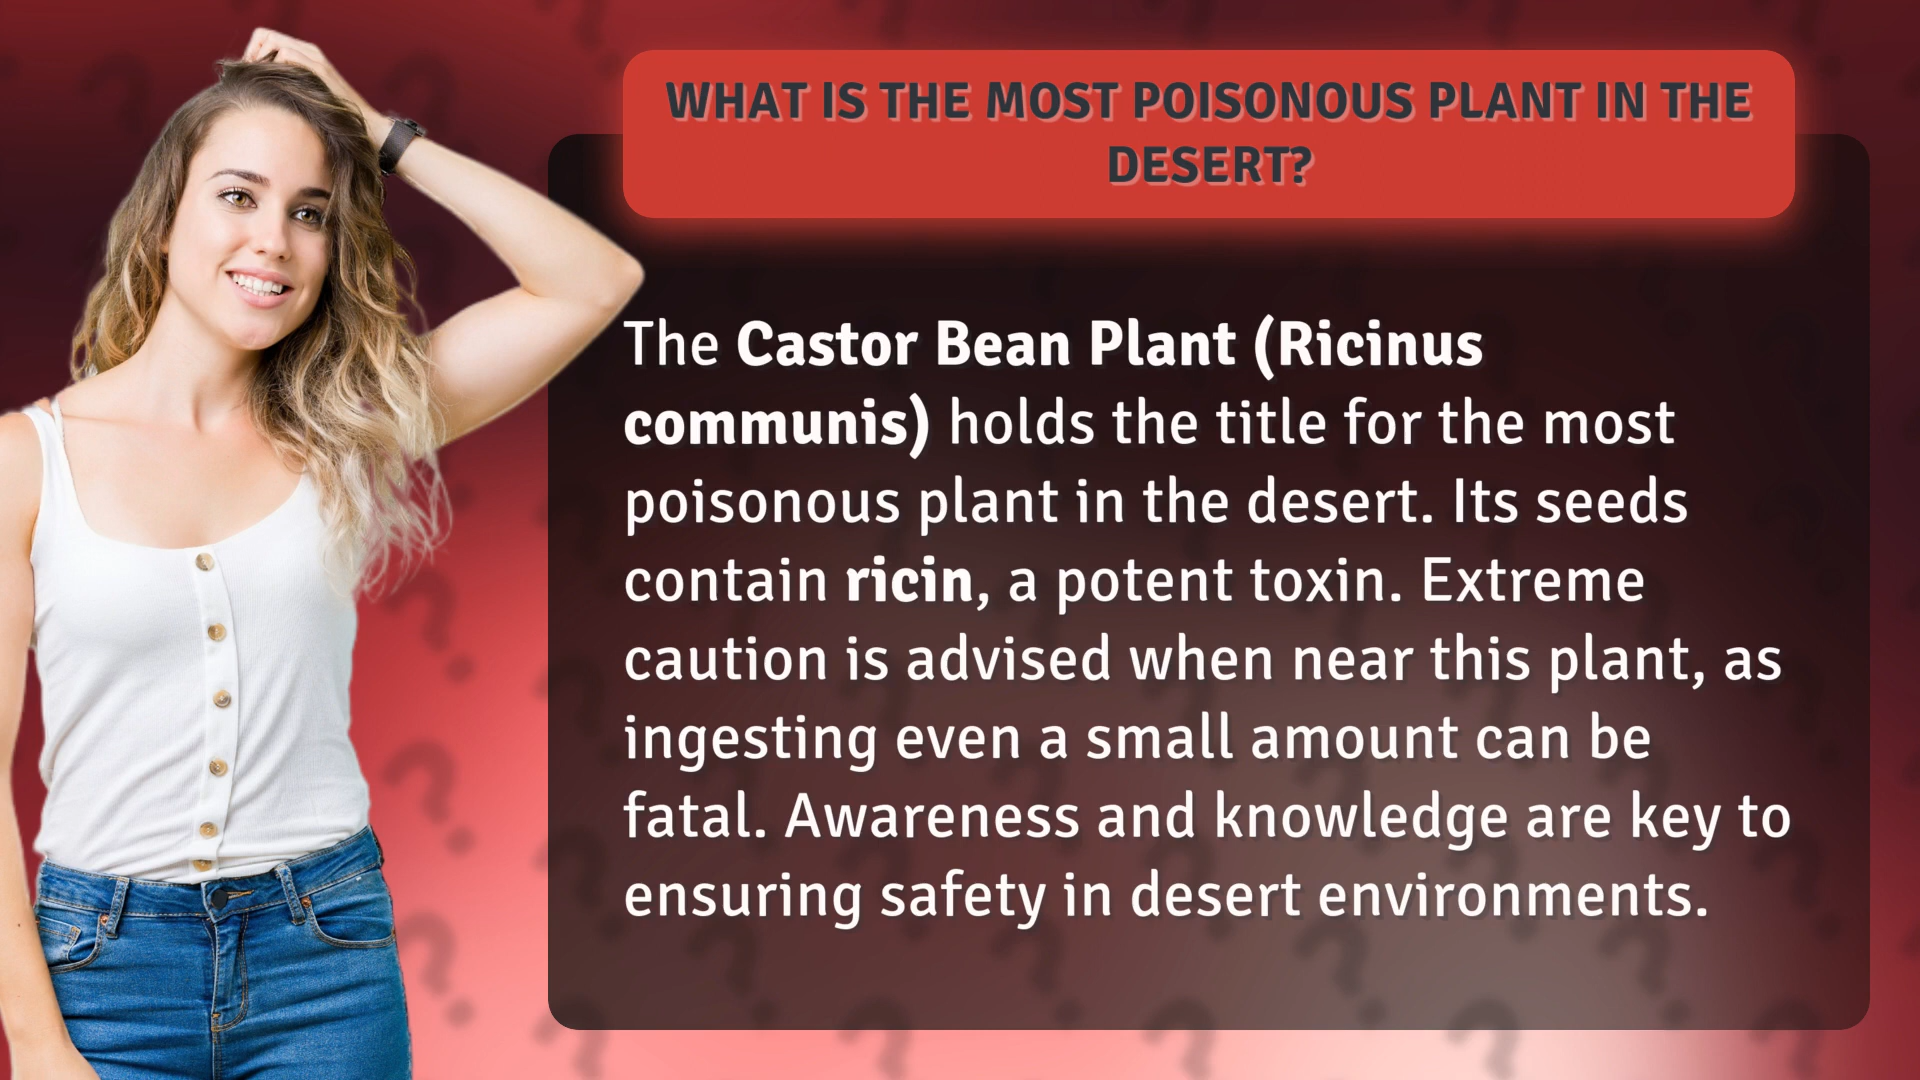 WHAT IS THE MOST POISONOUS PLANT IN THE
DESERT?
The Castor Bean Plant (Ricinus
communis) holds the title for the most
poisonous plant in the desert. Its seeds
contain ricin, a potent toxin. Extreme
caution is advised when near this plant, as
ingesting even a small amount can be
fatal. Awareness and knowledge are key to
ensuring safety in desert environments.